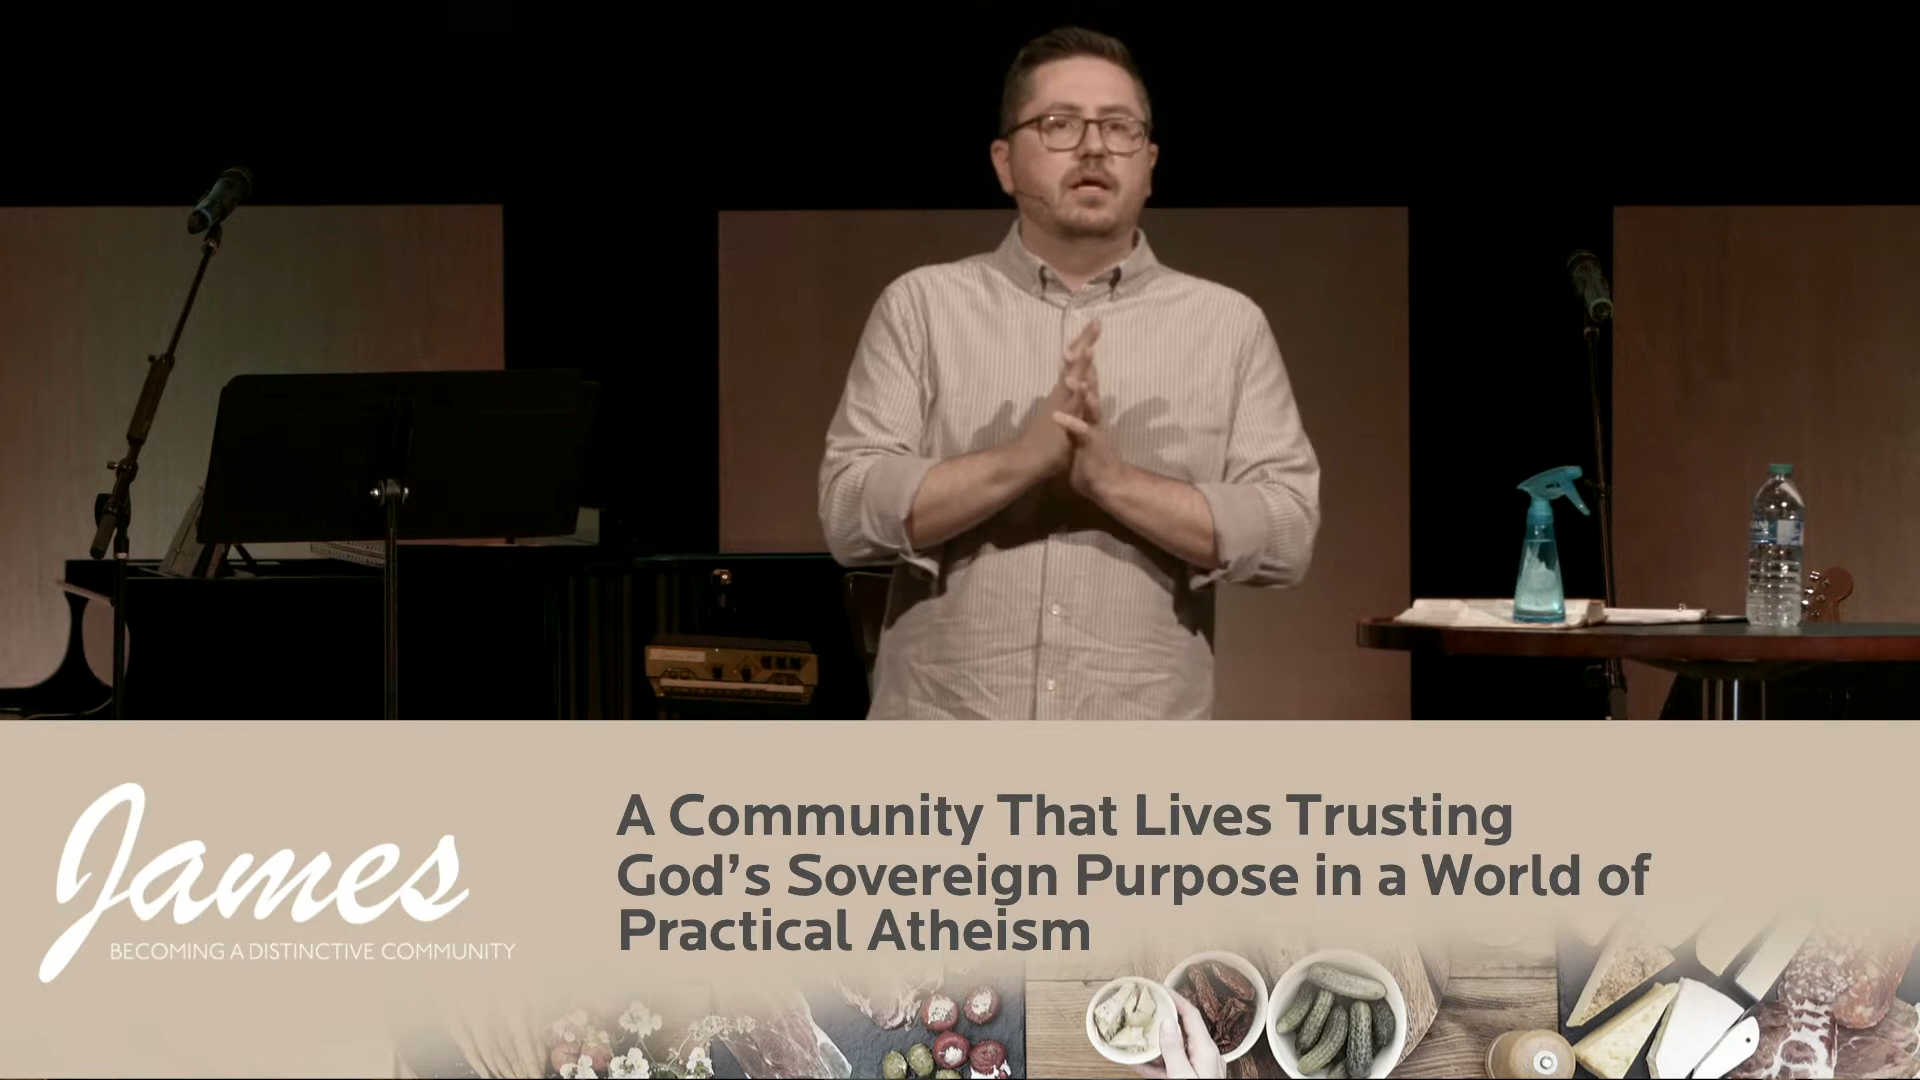 James
BECOMING A DISTINCTIVE COMMUNITY
A Community That Lives Trusting
God's Sovereign Purpose in a World of
Practical Atheism